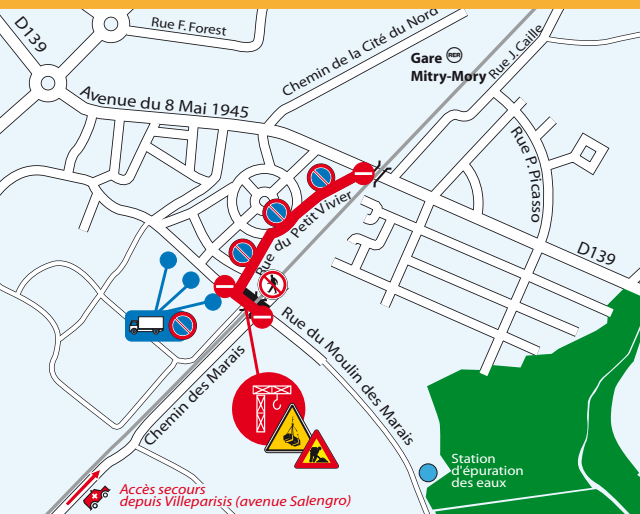 D139
Rue F. Forest
Chemin de la Cité du Nord
Gare RER
Mitry-Mory
Rue J. Caille
Avenue du 8 Mai 1945
Rue P. Picasso
Rue du Petit Vivier
D139
Rue du Moulin des Marais
Chemin des Marais
Station
d'épuration
des eaux
Accès secours
depuis Villeparisis (avenue Salengro)